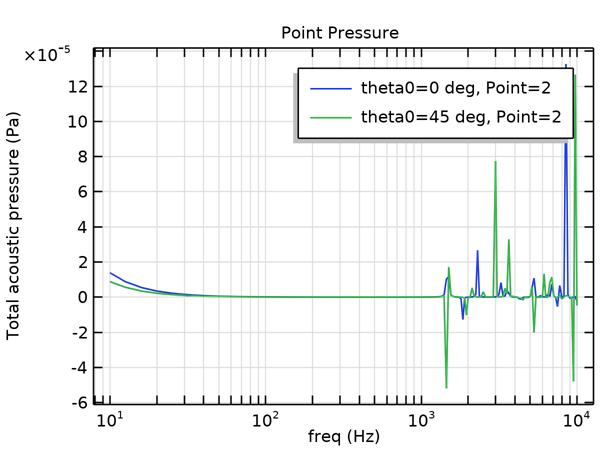 Point Pressure
×10⁻⁵
theta0=0 deg, Point=2
theta0=45 deg, Point=2
12
10
8
6
4
2
0
-2
-4
-6
Total acoustic pressure (Pa)
10¹ 10² 10³ 10⁴
freq (Hz)